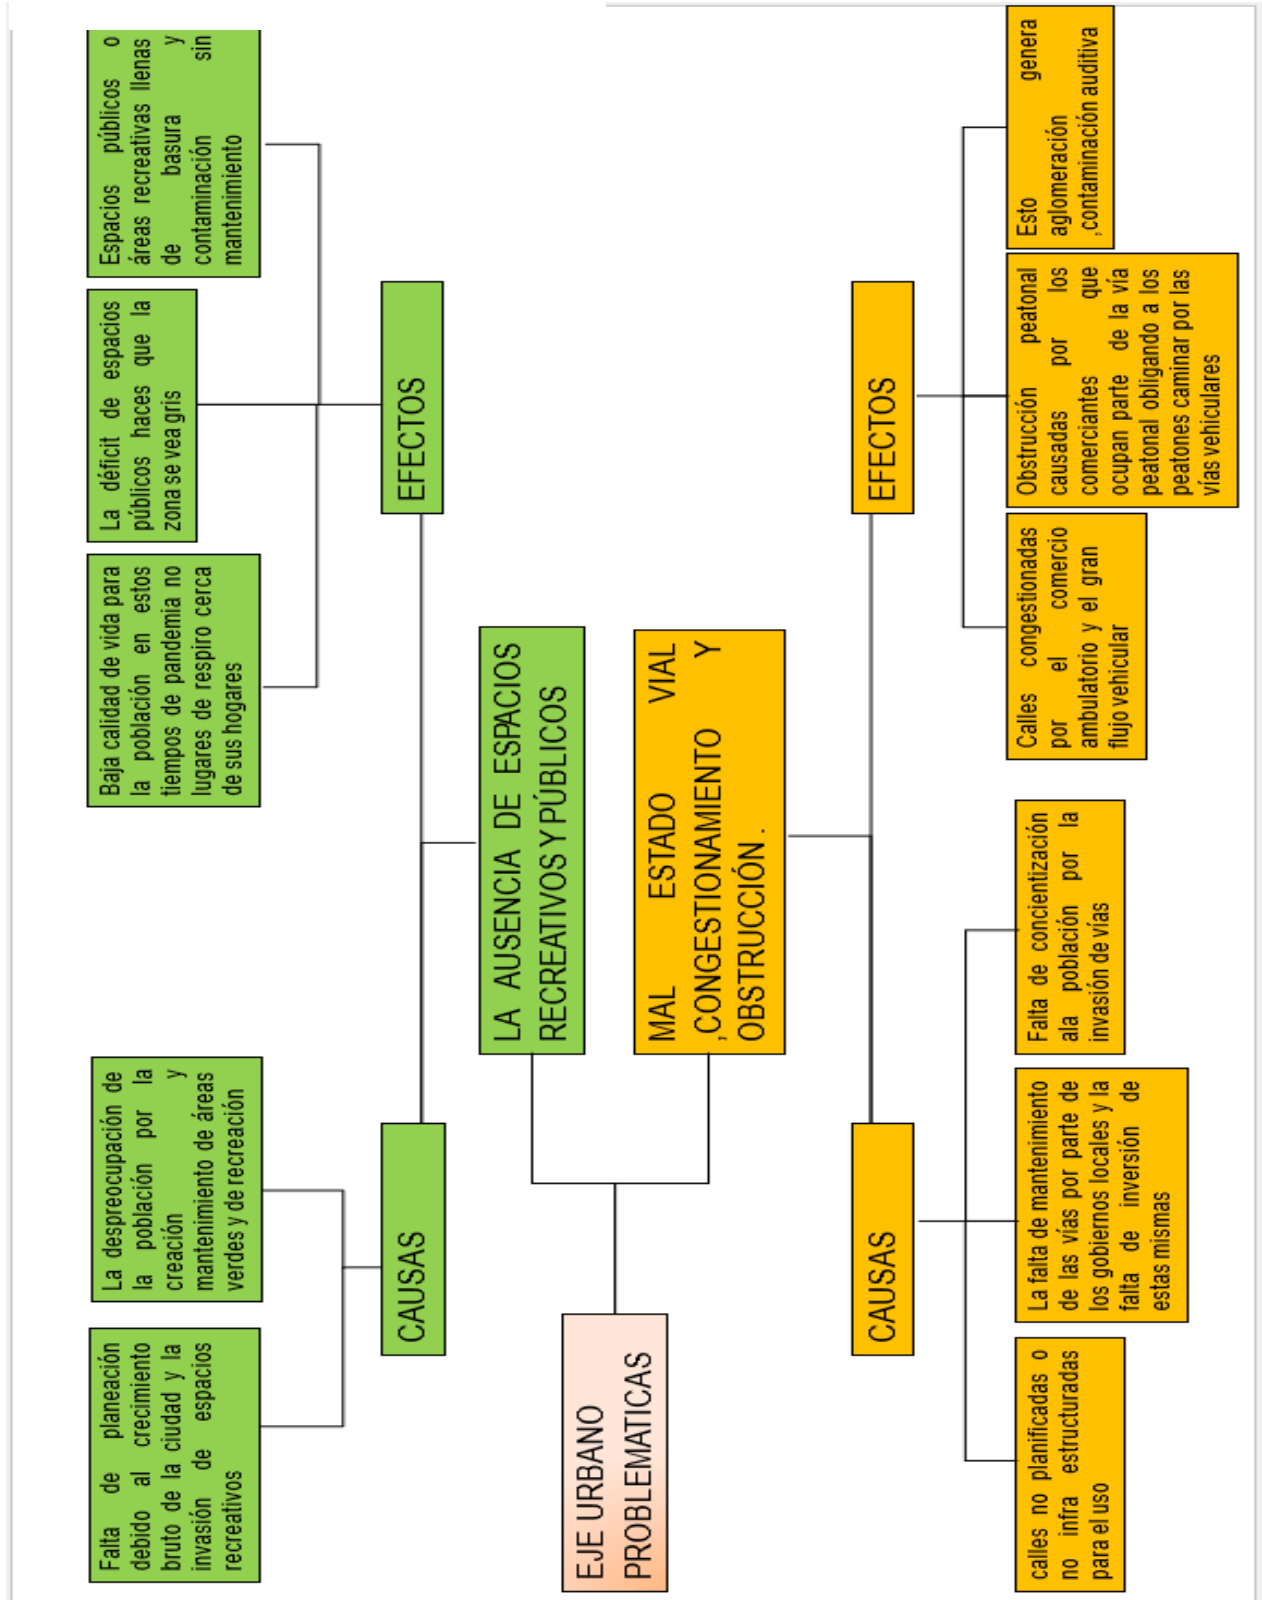 EJE URBANO
PROBLEMATICAS
LA AUSENCIA DE ESPACIOS
RECREATIVOS Y PÚBLICOS
CAUSAS
Falta de planeación
debido al crecimiento
bruto de la ciudad y la
invasión de espacios
recreativos
La despreocupación de
la población por la
creación y
mantenimiento de áreas
verdes y de recreación
EFECTOS
Baja calidad de vida para
la población en estos
tiempos de pandemia no
lugares de respiro cerca
de sus hogares
La déficit de espacios
públicos haces que la
zona se vea gris
Espacios públicos o
áreas recreativas llenas
de basura y
contaminación sin
mantenimiento
MAL ESTADO VIAL
,CONGESTIONAMIENTO Y
OBSTRUCCIÓN .
CAUSAS
calles no planificadas o
no infra estructuradas
para el uso
La falta de mantenimiento
de las vías por parte de
los gobiernos locales y la
falta de inversión de
estas mismas
Falta de concientización
ala población por la
invasión de vías
EFECTOS
Calles congestionadas
por el comercio
ambulatorio y el gran
flujo vehicular
Obstrucción peatonal
causadas por los
comerciantes que
ocupan parte de la vía
peatonal obligando a los
peatones caminar por las
vías vehiculares
Esto genera
aglomeración
,contaminación auditiva